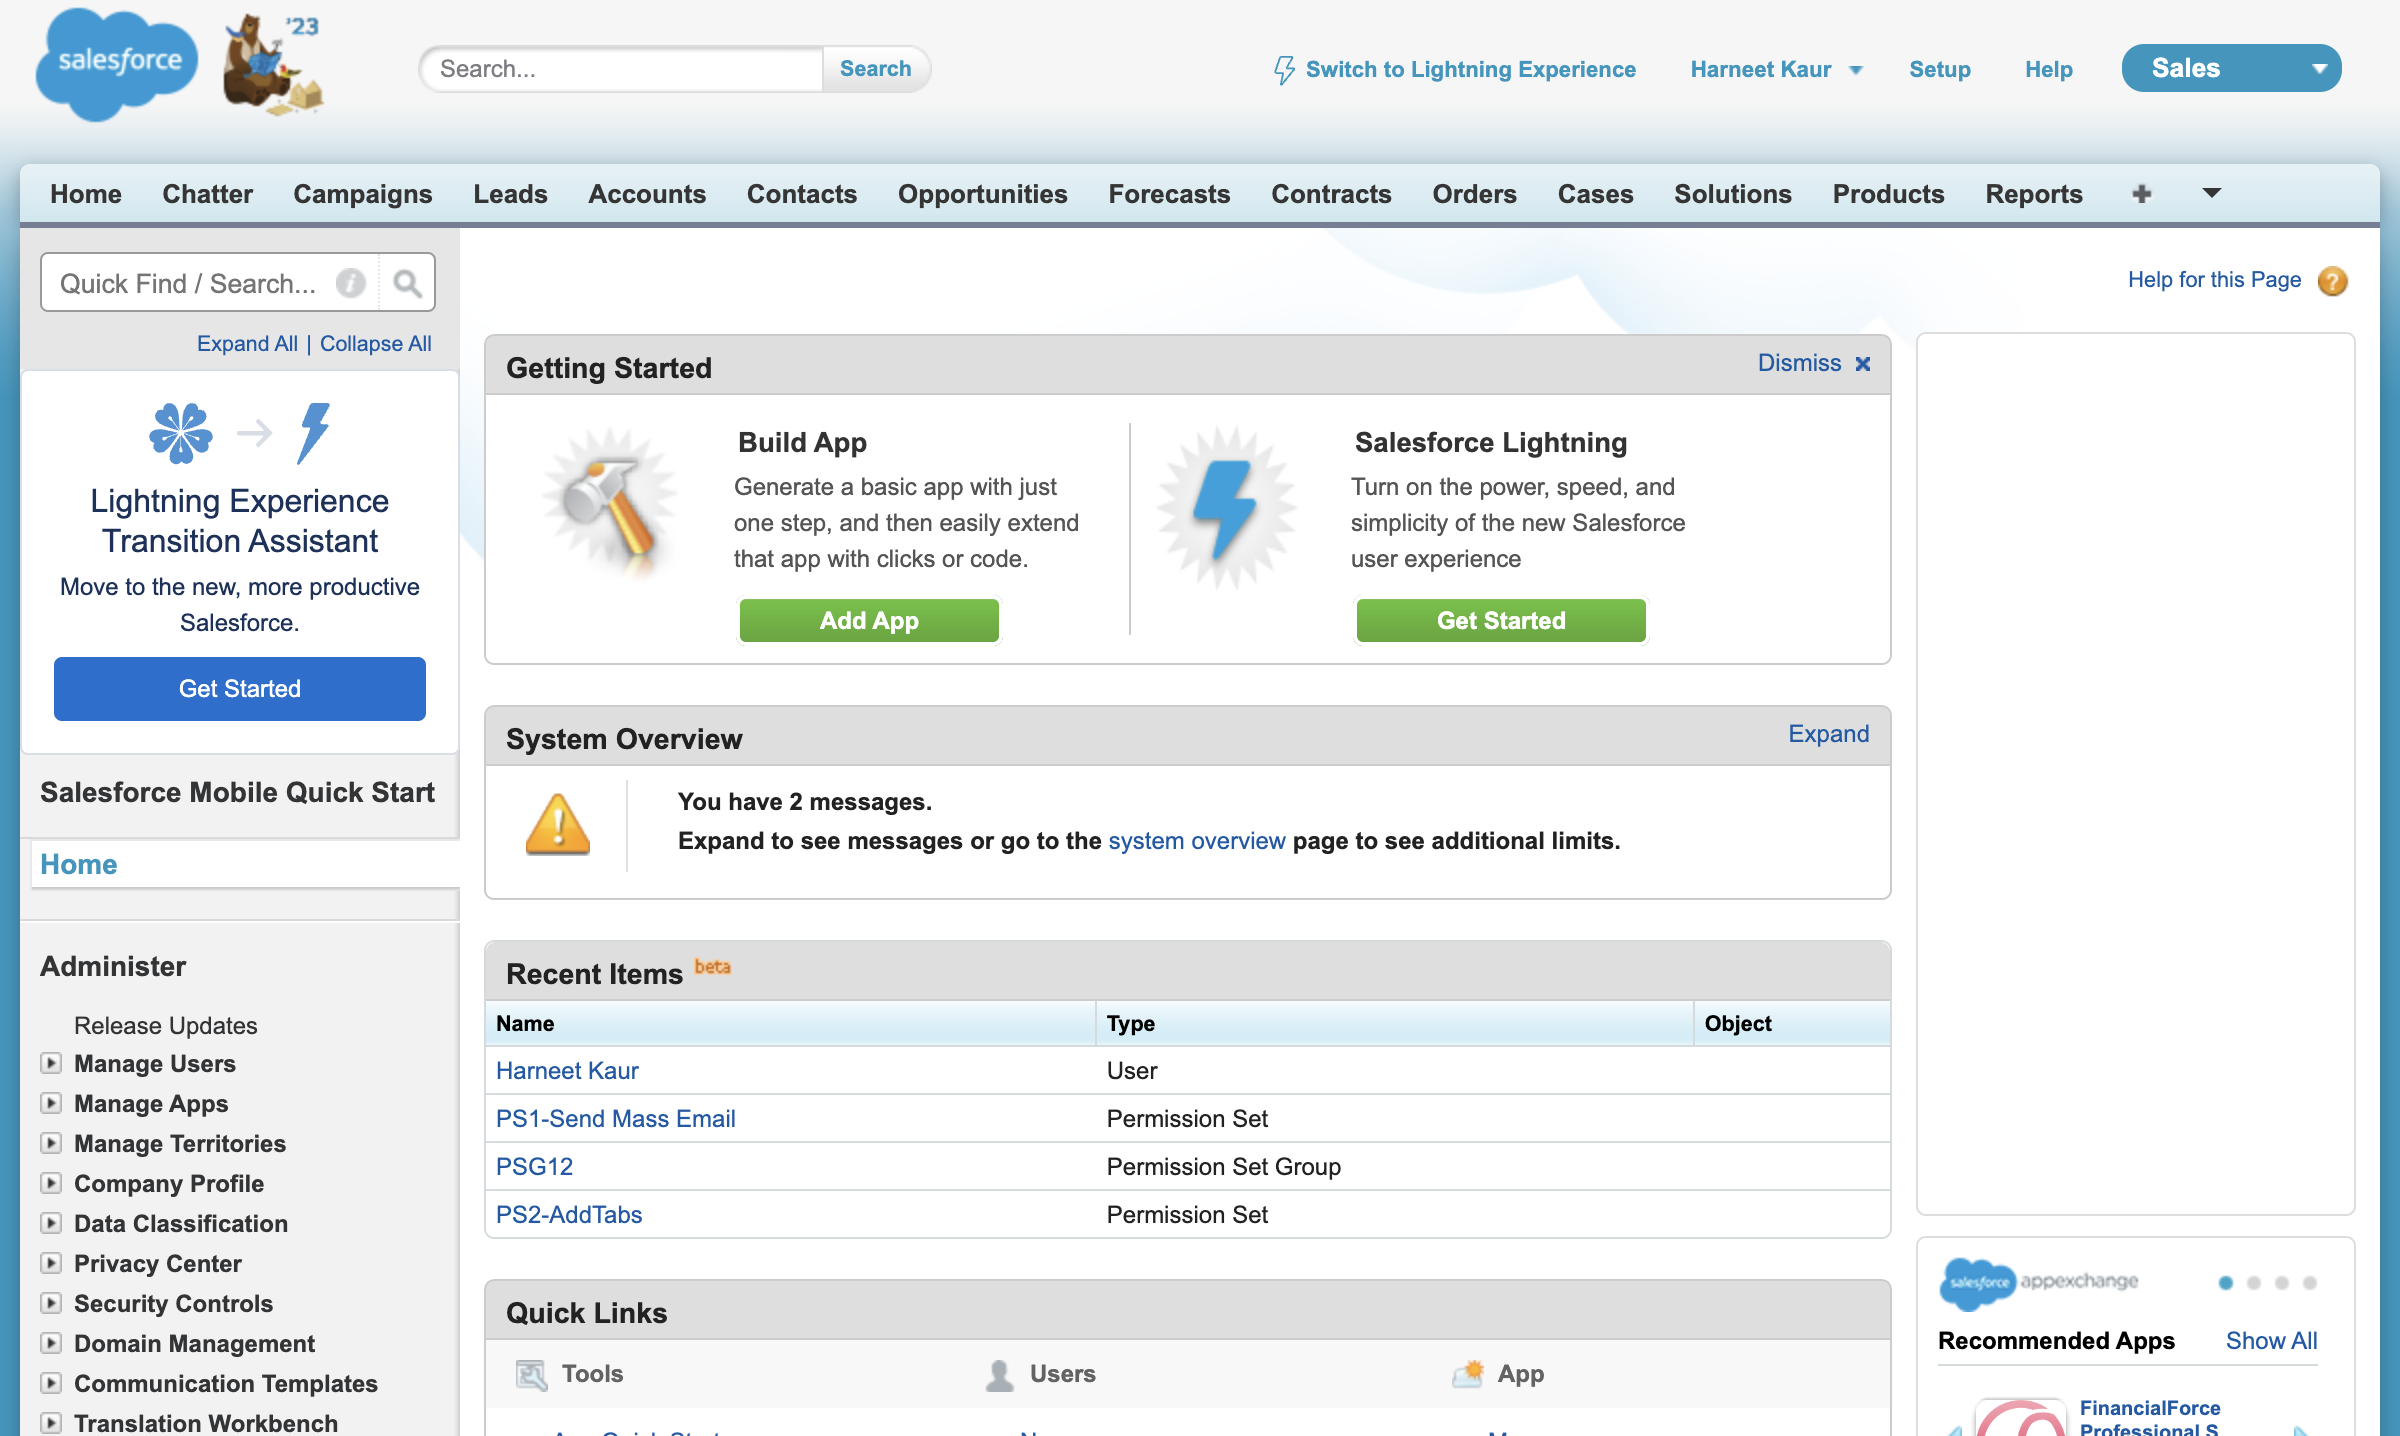 salesforce
'23
Search...
Search
Switch to Lightning Experience
Harneet Kaur
Setup
Help
Sales
Home Chatter Campaigns Leads Accounts Contacts Opportunities Forecasts Contracts Orders Cases Solutions Products Reports +
Quick Find / Search...
Expand All | Collapse All
Lightning Experience
Transition Assistant
Move to the new, more productive
Salesforce.
Get Started
Salesforce Mobile Quick Start
Home
Administer
Release Updates
Manage Users
Manage Apps
Manage Territories
Company Profile
Data Classification
Privacy Center
Security Controls
Domain Management
Communication Templates
Translation Workbench
Help for this Page ?
Getting Started
Dismiss
Build App
Generate a basic app with just
one step, and then easily extend
that app with clicks or code.
Add App
Salesforce Lightning
Turn on the power, speed, and
simplicity of the new Salesforce
user experience
Get Started
System Overview
Expand
You have 2 messages.
Expand to see messages or go to the system overview page to see additional limits.
Recent Items beta
Name Type Object
Harneet Kaur User
PS1-Send Mass Email Permission Set
PSG12 Permission Set Group
PS2-AddTabs Permission Set
Quick Links
Tools
Users
App
salesforce appexchange
Recommended Apps
Show All
FinancialForce
Professional S